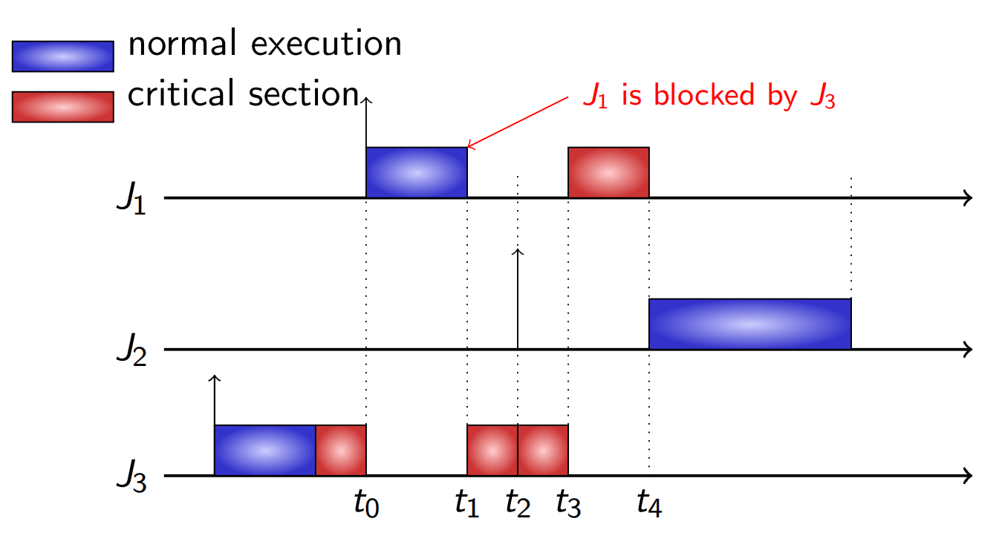 normal execution
critical section
J1 is blocked by J3
J1
J2
J3
t0 t1 t2 t3 t4